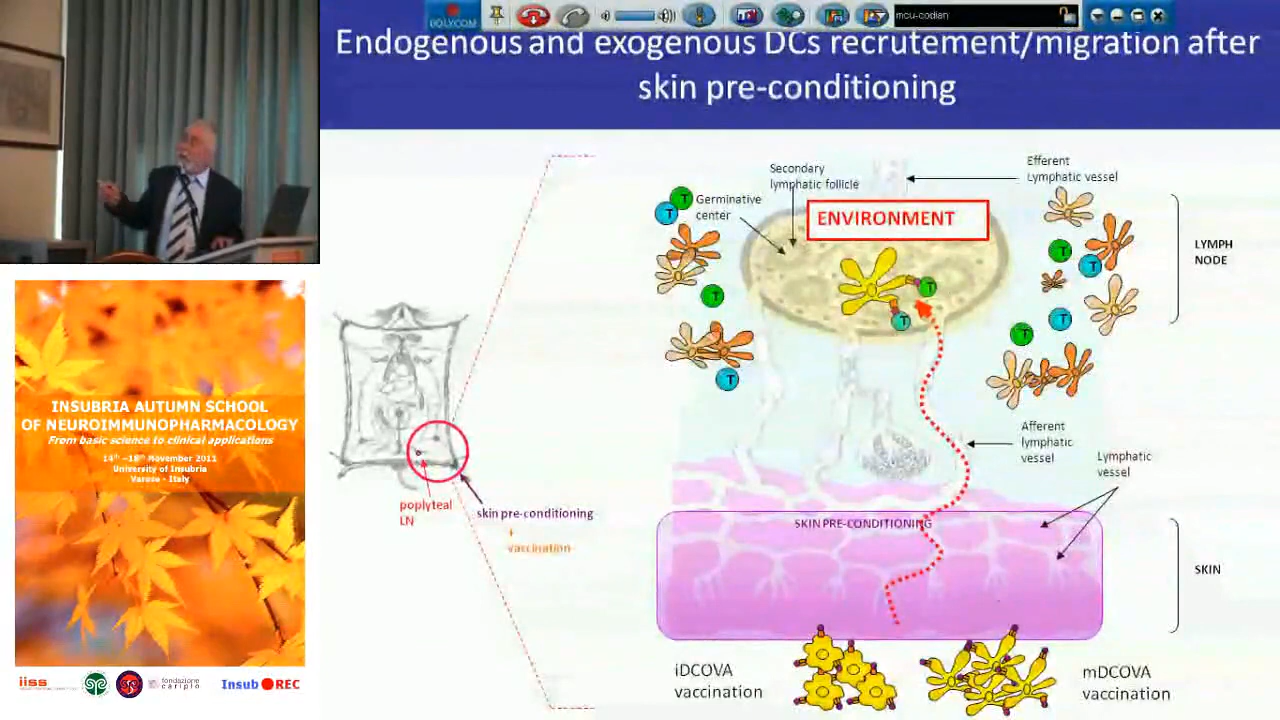 POLYCOM
mcu-codian
Endogenous and exogenous DCs recrutement/migration after
skin pre-conditioning
Secondary
lymphatic follicle
Efferent
Lymphatic vessel
Germinative
center
ENVIRONMENT
LYMPH
NODE
T
T
T
T
T
T
T
T
T
T
Afferent
lymphatic
vessel
Lymphatic
vessel
poplyteal
LN
skin pre-conditioning
+
vaccination
SKIN PRE-CONDITIONING
SKIN
iDCOVA
vaccination
mDCOVA
vaccination
INSUBRIA AUTUMN SCHOOL
OF NEUROIMMUNOPHARMACOLOGY
From basic science to clinical applications
14th -18th November 2011
University of Insubria
Varese - Italy
iiss
fondazione
cariplo
Insub REC